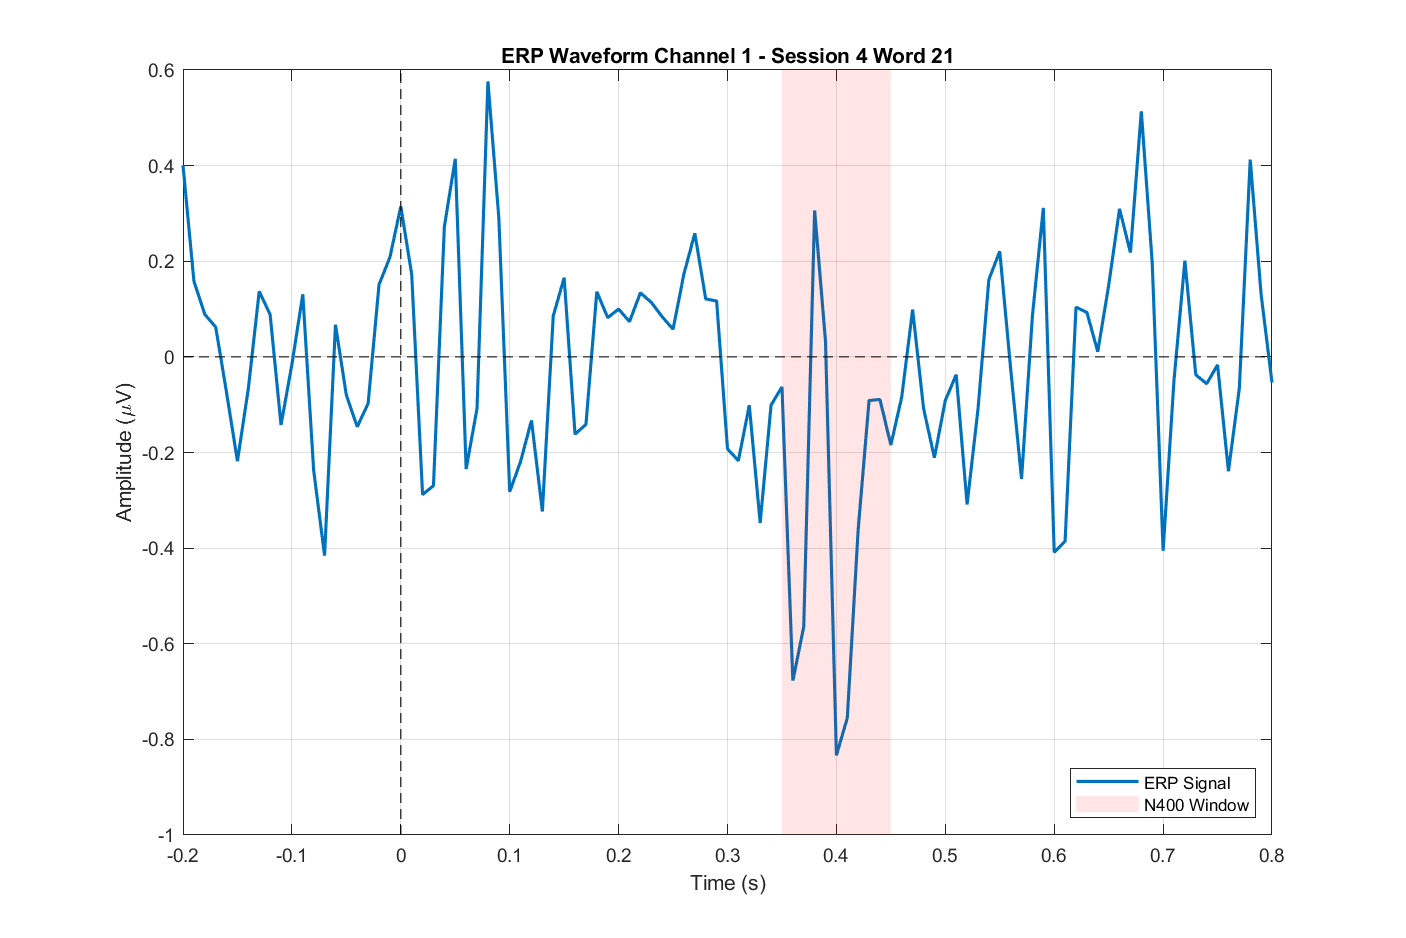 ERP Waveform Channel 1 - Session 4 Word 21
0.6
0.4
0.2
0
-0.2
-0.4
-0.6
-0.8
-1
Amplitude (μV)
-0.2 -0.1 0 0.1 0.2 0.3 0.4 0.5 0.6 0.7 0.8
Time (s)
ERP Signal
N400 Window